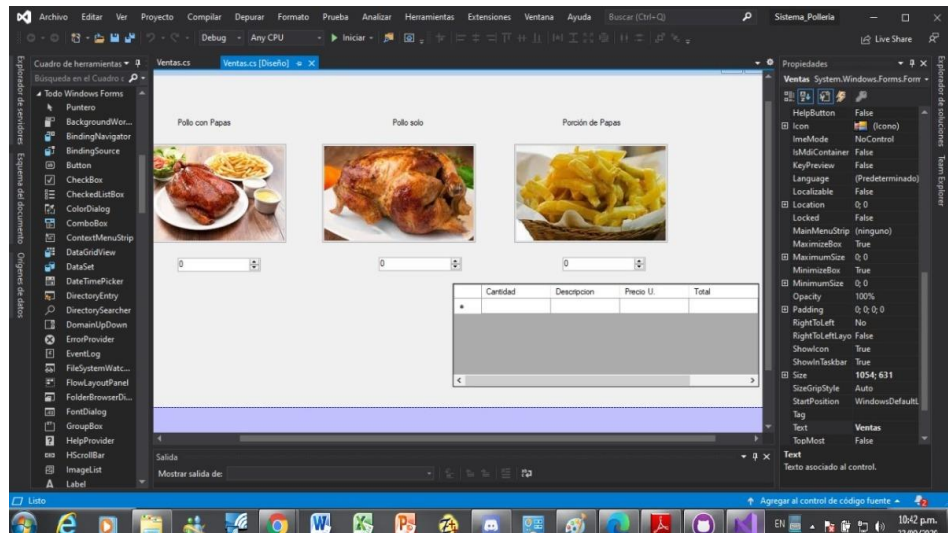 Archivo Editar Ver Proyecto Compilar Depurar Formato Prueba Analizar Herramientas Extensiones Ventana Ayuda Buscar (Ctrl+Q) Sistema_Polleria
Debug Any CPU Iniciar Live Share
Explorador de servidores
Esquema del documento
Orígenes de datos
Cuadro de herramientas
Búsqueda en el Cuadro c
Todo Windows Forms
Puntero
BackgroundWor...
BindingNavigator
BindingSource
Button
CheckBox
CheckedListBox
ColorDialog
ComboBox
ContextMenuStrip
DataGridView
DataSet
DateTimePicker
DirectoryEntry
DirectorySearcher
DomainUpDown
ErrorProvider
EventLog
FileSystemWatc...
FlowLayoutPanel
FolderBrowserDi...
FontDialog
GroupBox
HelpProvider
HScrollBar
ImageList
Label
Ventas.cs Ventas.cs [Diseño]
Pollo con Papas Pollo solo Porción de Papas
0 0 0
Cantidad Descripcion Precio U. Total
Salida
Mostrar salida de:
Propiedades
Ventas System.Windows.Forms.Form
HelpButton False
Icon (Icono)
ImeMode NoControl
IsMdiContainer False
KeyPreview False
Language (Predeterminado)
Localizable False
Location 0; 0
Locked False
MainMenuStrip (ninguno)
MaximizeBox True
MaximumSize 0; 0
MinimizeBox True
MinimumSize 0; 0
Opacity 100%
Padding 0; 0; 0; 0
RightToLeft No
RightToLeftLayo False
ShowIcon True
ShowInTaskbar True
Size 1054; 631
SizeGripStyle Auto
StartPosition WindowsDefaultL
Tag
Text Ventas
TopMost False
Text
Texto asociado al control.
Explorador de soluciones
Team Explorer
Listo Agregar al control de código fuente
EN 10:42 p.m.